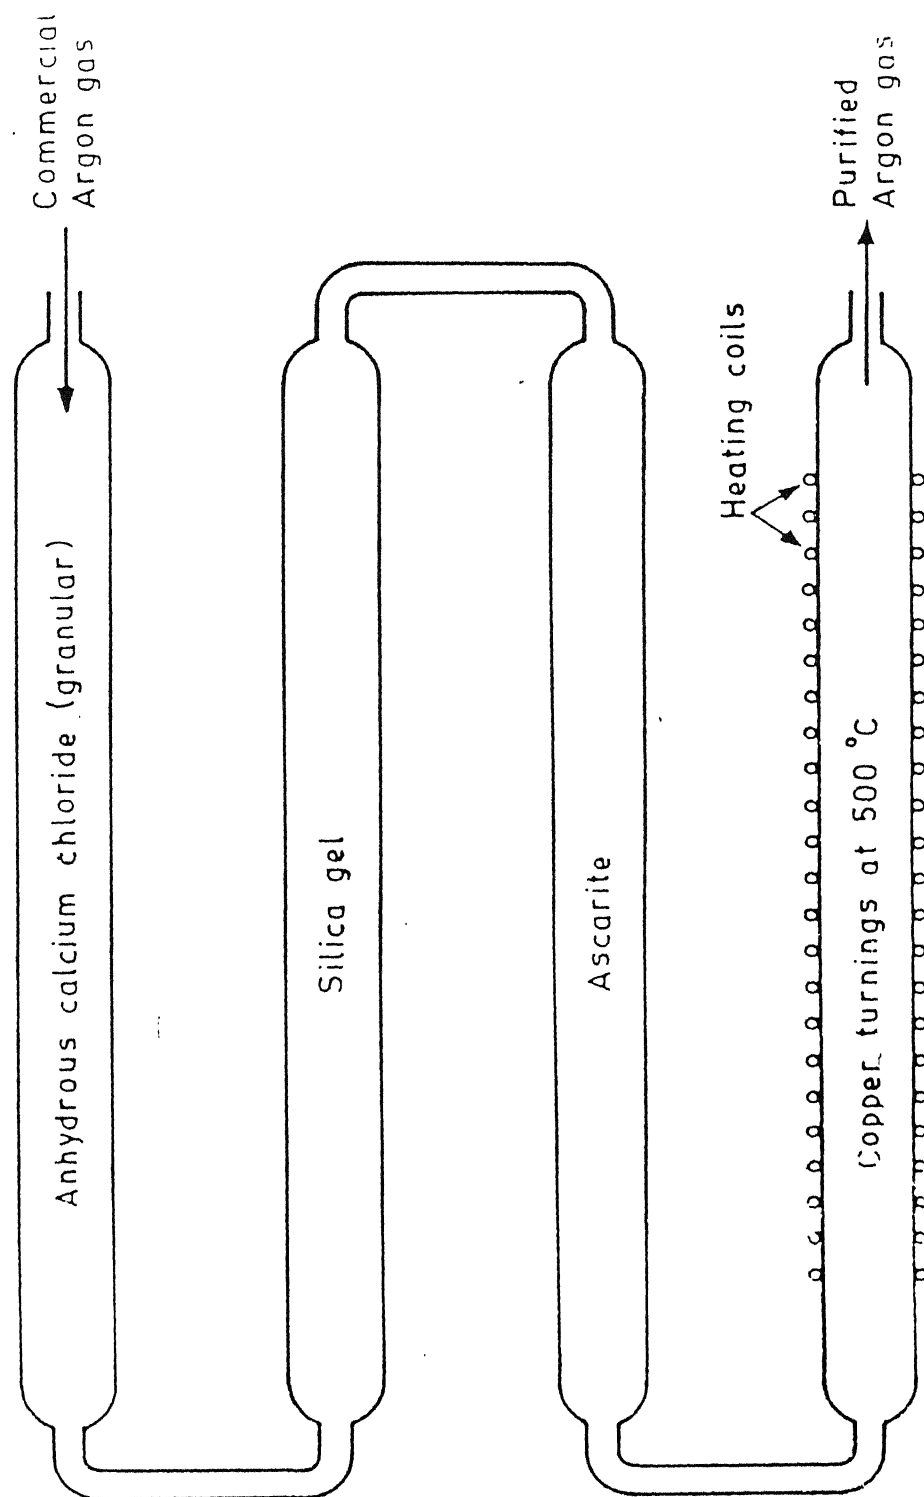 Commercial
Argon gas
Anhydrous calcium chloride (granular)
Silica gel
Ascarite
Heating coils
Copper turnings at 500 °C
Purified
Argon gas